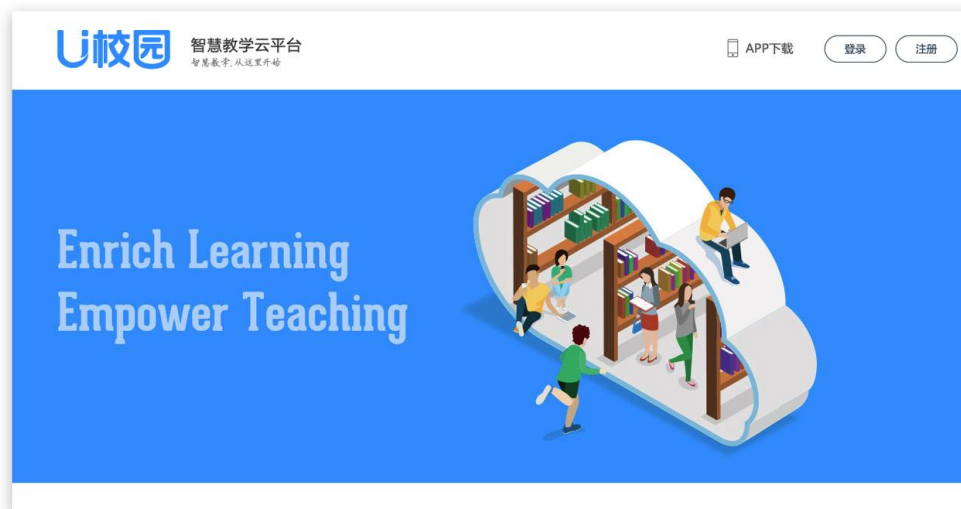 U校园
智慧教学云平台
智慧教学,从这里开始
APP下载
登录
注册
Enrich Learning
Empower Teaching